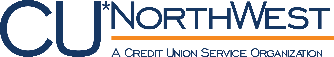 CU*NORTHWEST
A CREDIT UNION SERVICE ORGANIZATION